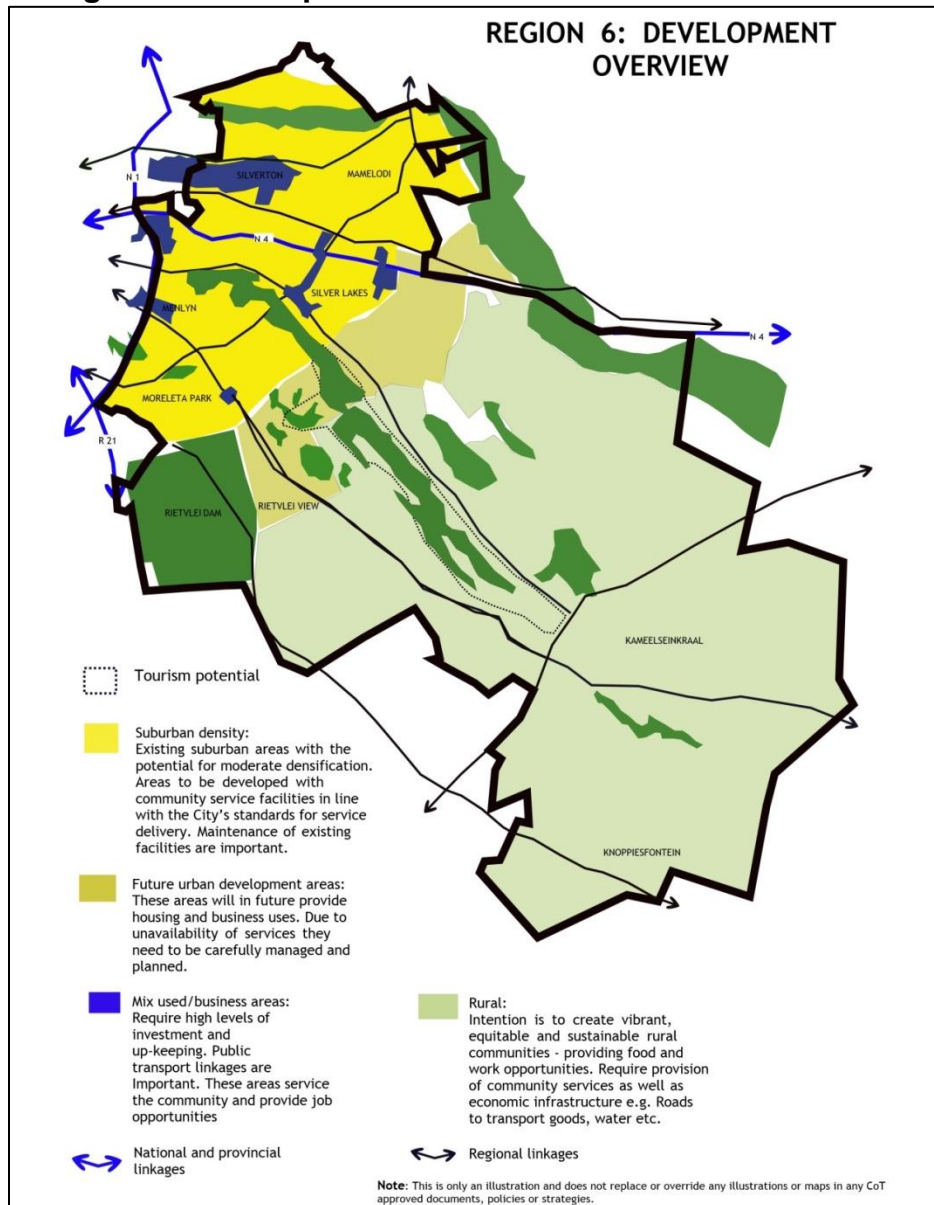 REGION 6: DEVELOPMENT
OVERVIEW
N 1
SILVERTON
MAMELODI
N 4
SILVER LAKES
MENLYN
N 4
MORELETA PARK
R 21
RIETVLEI DAM
RIETVLEI VIEW
KAMEELSEINKRAAL
KNOPPIESFONTEIN
Tourism potential
Suburban density:
Existing suburban areas with the
potential for moderate densification.
Areas to be developed with
community service facilities in line
with the City's standards for service
delivery. Maintenance of existing
facilities are important.
Future urban development areas:
These areas will in future provide
housing and business uses. Due to
unavailability of services they
need to be carefully managed and
planned.
Mix used/business areas:
Require high levels of
investment and
up-keeping. Public
transport linkages are
Important. These areas service
the community and provide job
opportunities
Rural:
Intention is to create vibrant,
equitable and sustainable rural
communities - providing food and
work opportunities. Require provision
of community services as well as
economic infrastructure e.g. Roads
to transport goods, water etc.
National and provincial
linkages
Regional linkages
Note: This is only an illustration and does not replace or override any illustrations or maps in any CoT
approved documents, policies or strategies.